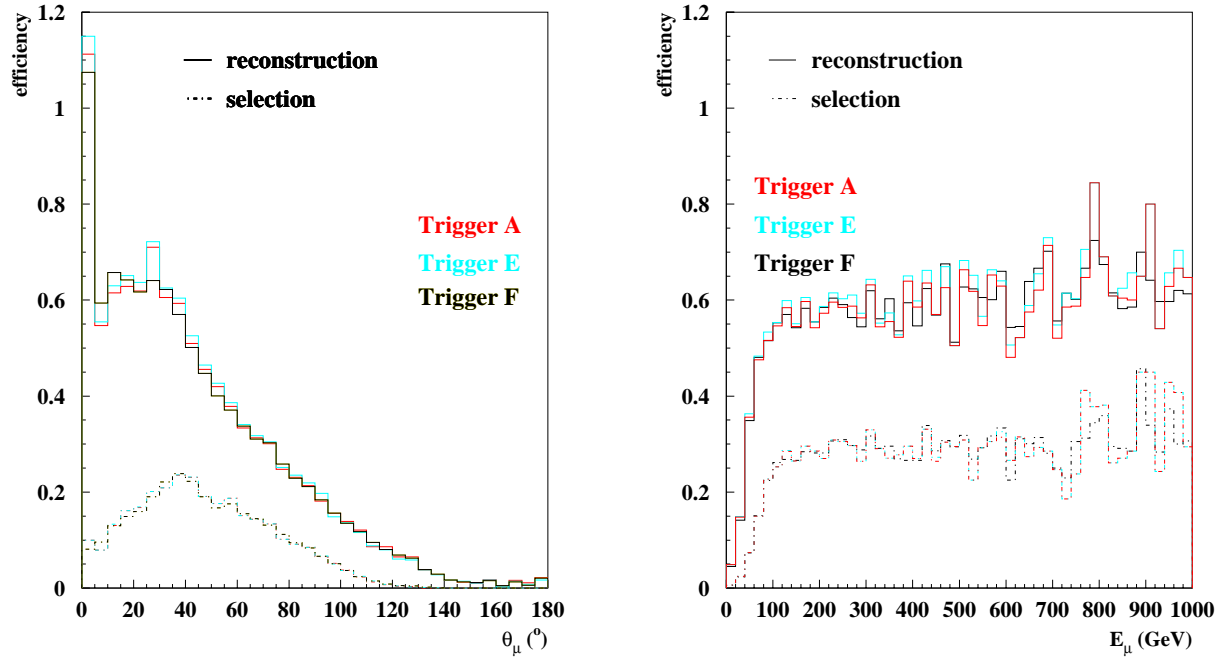 efficiency
1.2
1
0.8
0.6
0.4
0.2
0
reconstruction
selection
Trigger A
Trigger E
Trigger F
0 20 40 60 80 100 120 140 160 180
θμ (o)
efficiency
1.2
1
0.8
0.6
0.4
0.2
0
reconstruction
selection
Trigger A
Trigger E
Trigger F
0 100 200 300 400 500 600 700 800 900 1000
Eμ (GeV)